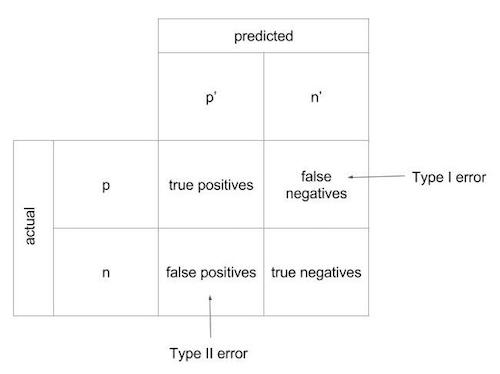 predicted
p’
n’
actual
p
true positives
false
negatives
Type I error
n
false positives
true negatives
Type II error